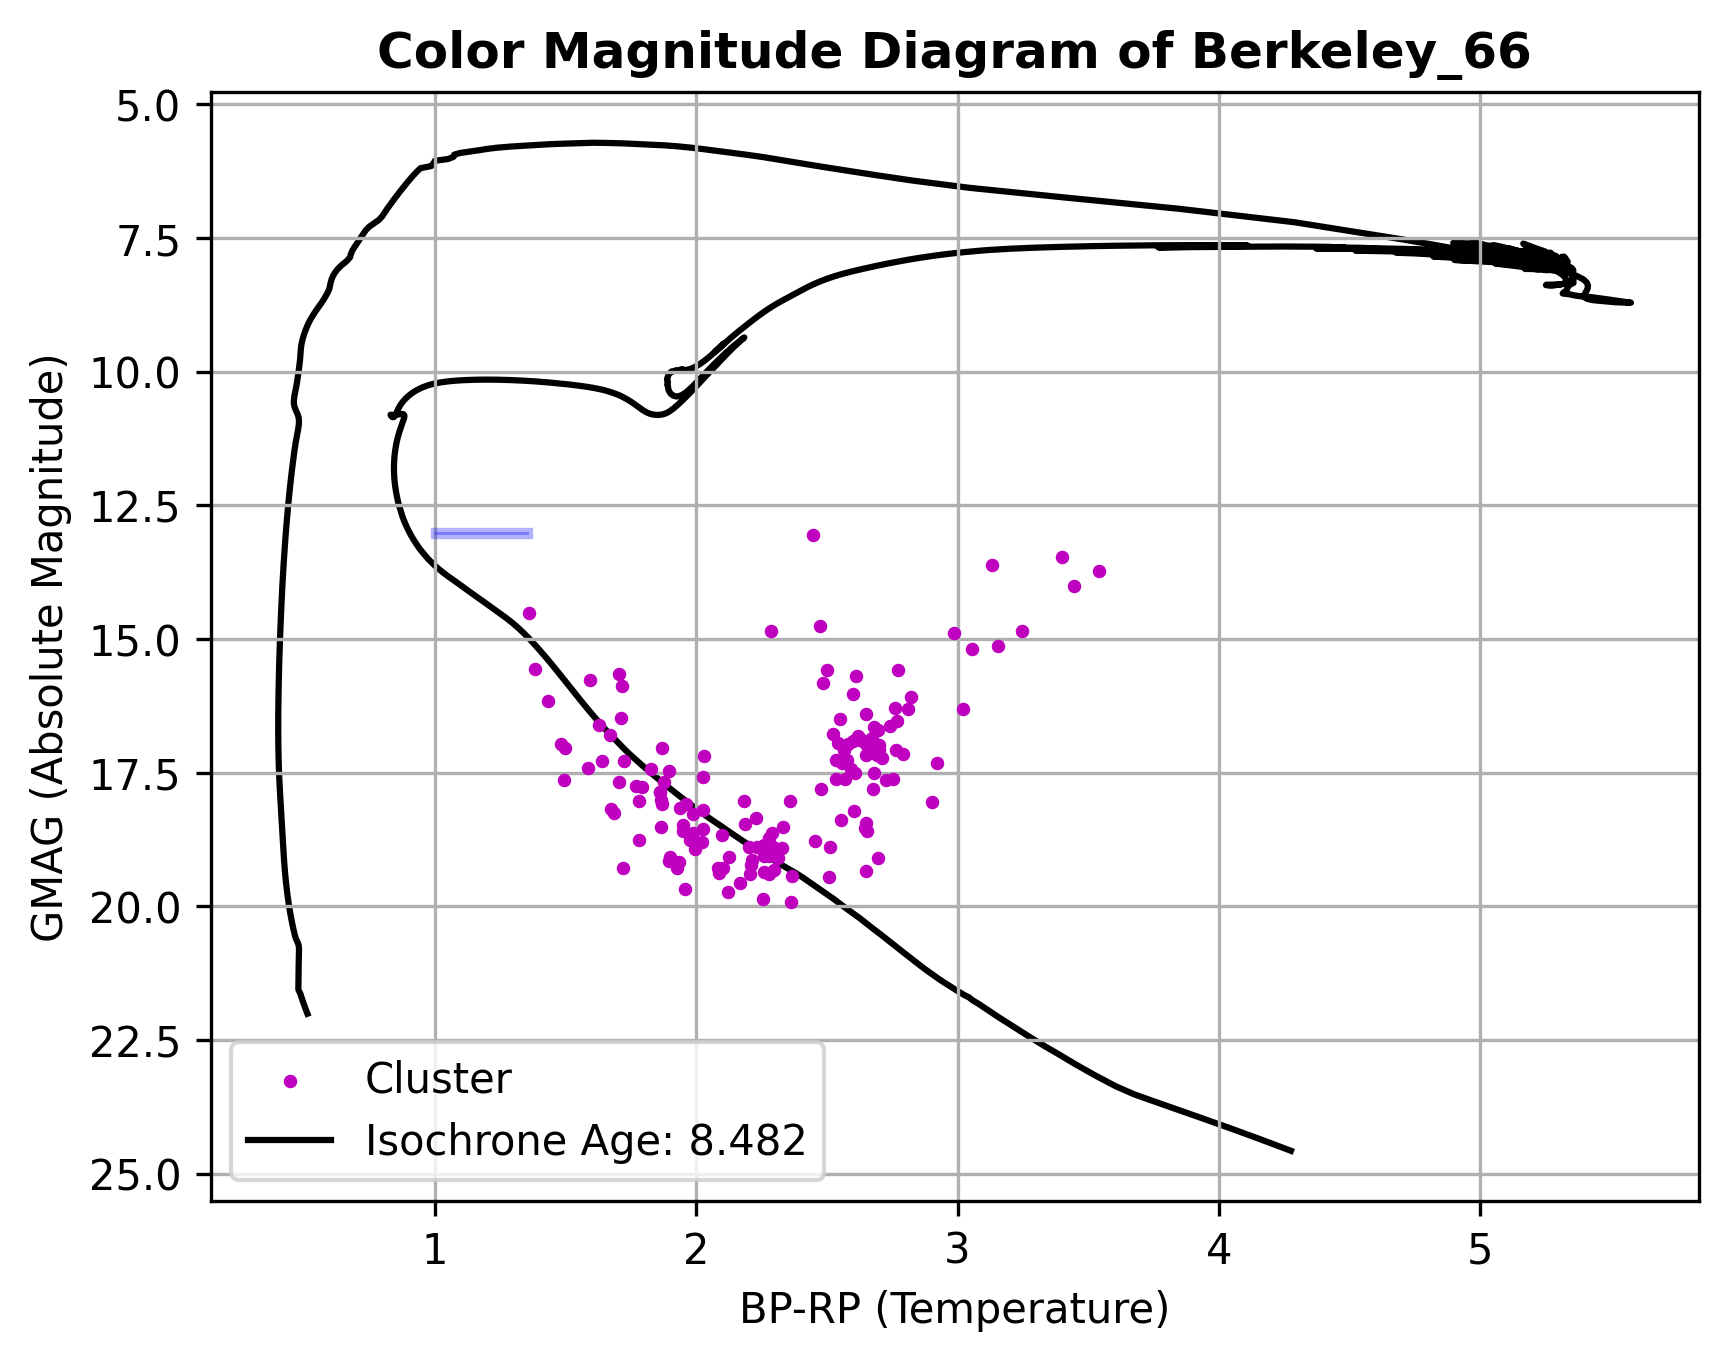 Color Magnitude Diagram of Berkeley_66
GMAG (Absolute Magnitude)
5.0
7.5
10.0
12.5
15.0
17.5
20.0
22.5
25.0
Cluster
Isochrone Age: 8.482
1 2 3 4 5
BP-RP (Temperature)